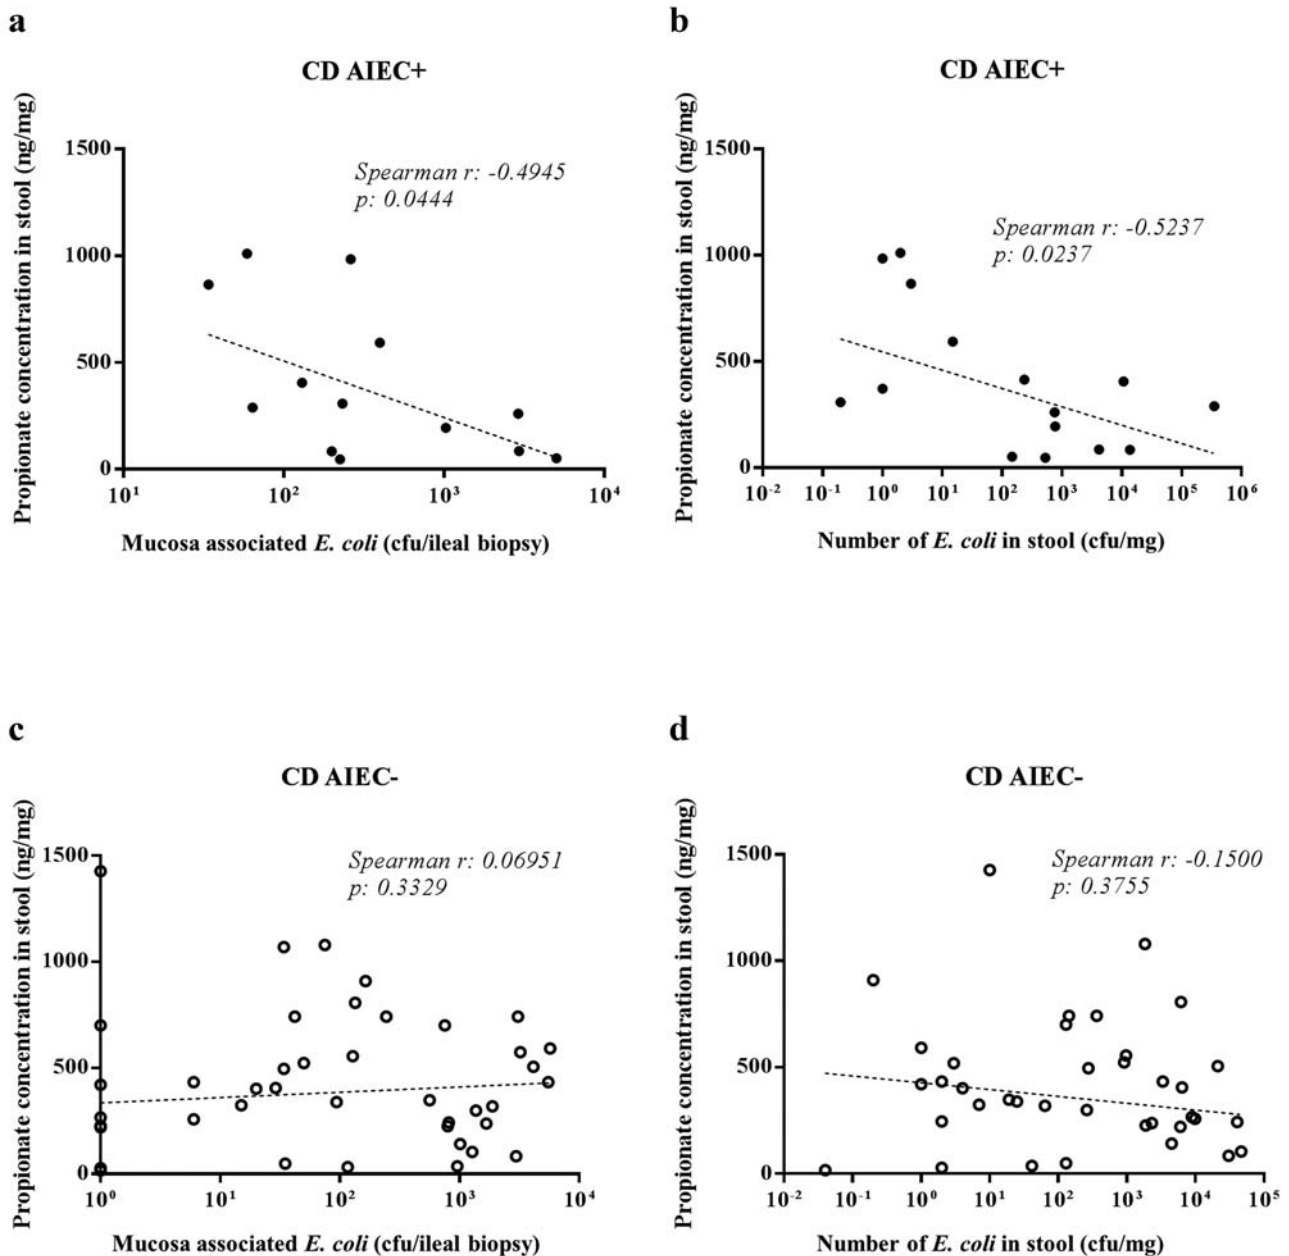 a
CD AIEC+
Propionate concentration in stool (ng/mg)
1500
1000
500
0
10¹ 10² 10³ 10⁴
Spearman r: -0.4945
p: 0.0444
Mucosa associated E. coli (cfu/ileal biopsy)
b
CD AIEC+
Propionate concentration in stool (ng/mg)
1500
1000
500
0
10⁻² 10⁻¹ 10⁰ 10¹ 10² 10³ 10⁴ 10⁵ 10⁶
Spearman r: -0.5237
p: 0.0237
Number of E. coli in stool (cfu/mg)
c
CD AIEC-
Propionate concentration in stool (ng/mg)
1500
1000
500
0
10⁰ 10¹ 10² 10³ 10⁴
Spearman r: 0.06951
p: 0.3329
Mucosa associated E. coli (cfu/ileal biopsy)
d
CD AIEC-
Propionate concentration in stool (ng/mg)
1500
1000
500
0
10⁻² 10⁻¹ 10⁰ 10¹ 10² 10³ 10⁴ 10⁵
Spearman r: -0.1500
p: 0.3755
Number of E. coli in stool (cfu/mg)